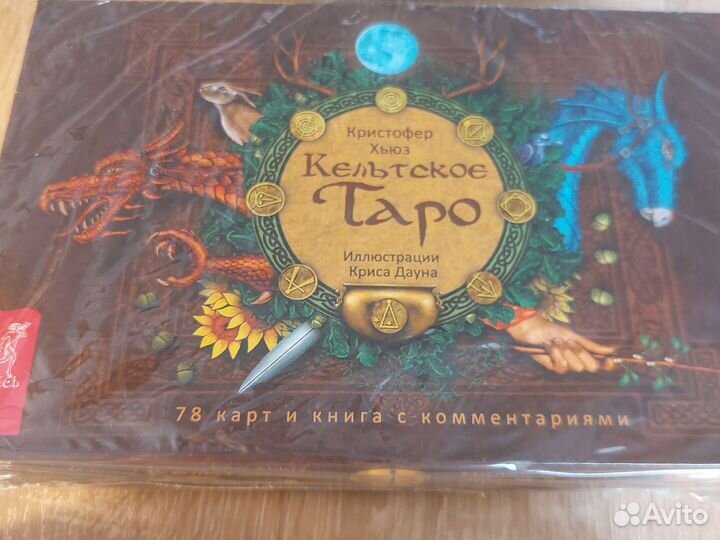 Кристофер
Хьюз
Кельтское
Таро
Иллюстрации
Криса Дауна
78 карт и книга с комментариями
Avito